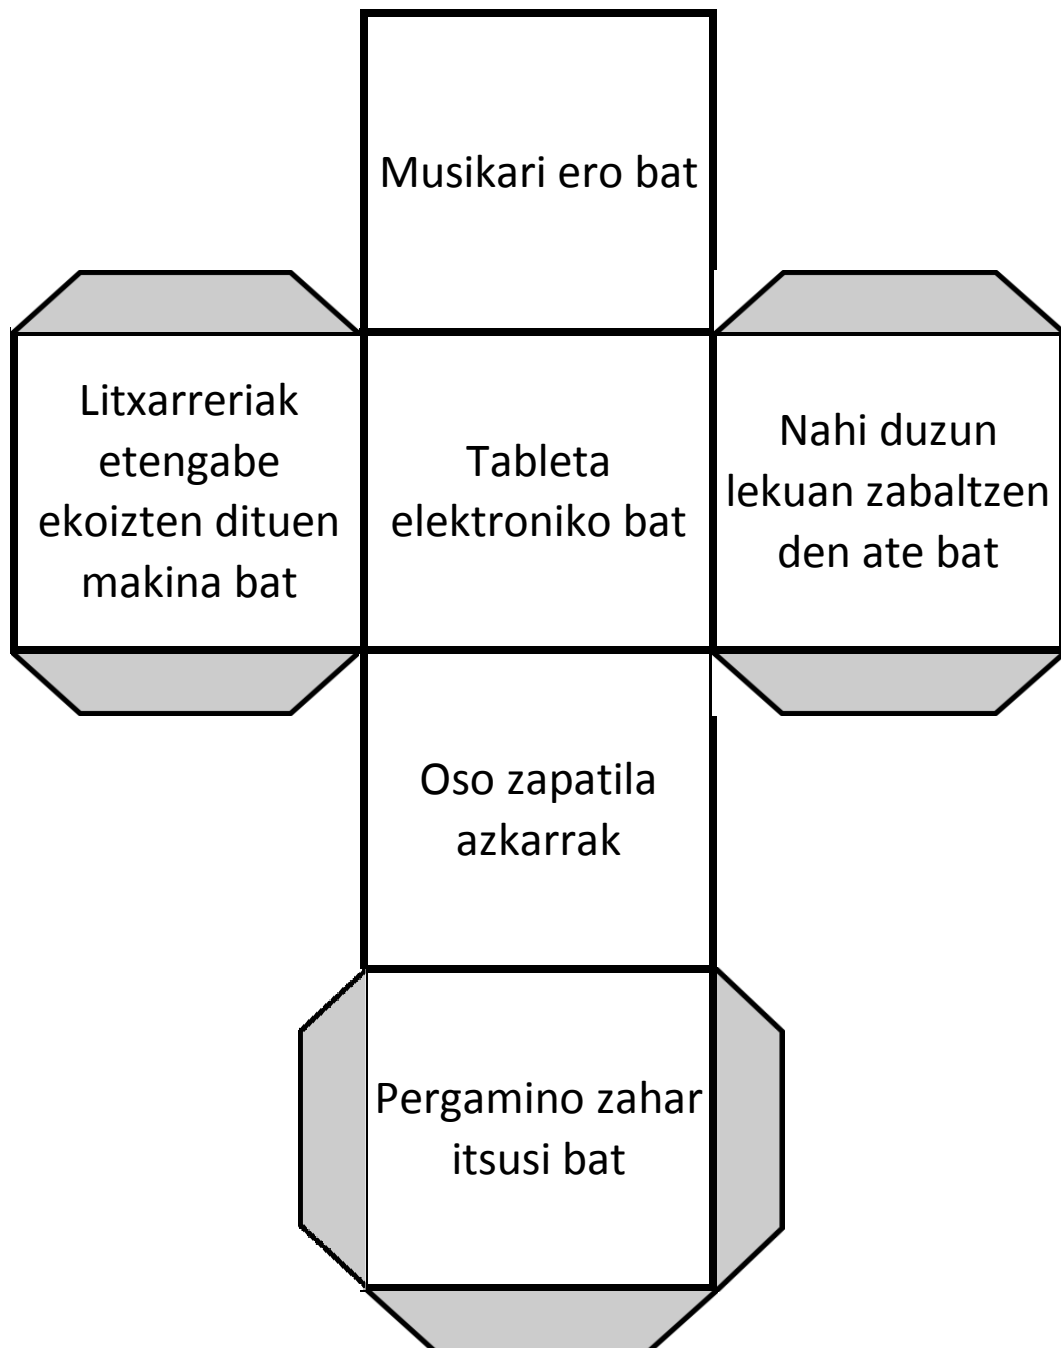 Musikari ero bat
Litxarreriak
etengabe
ekoizten dituen
makina bat
Tableta
elektroniko bat
Nahi duzun
lekuan zabaltzen
den ate bat
Oso zapatila
azkarrak
Pergamino zahar
itsusi bat